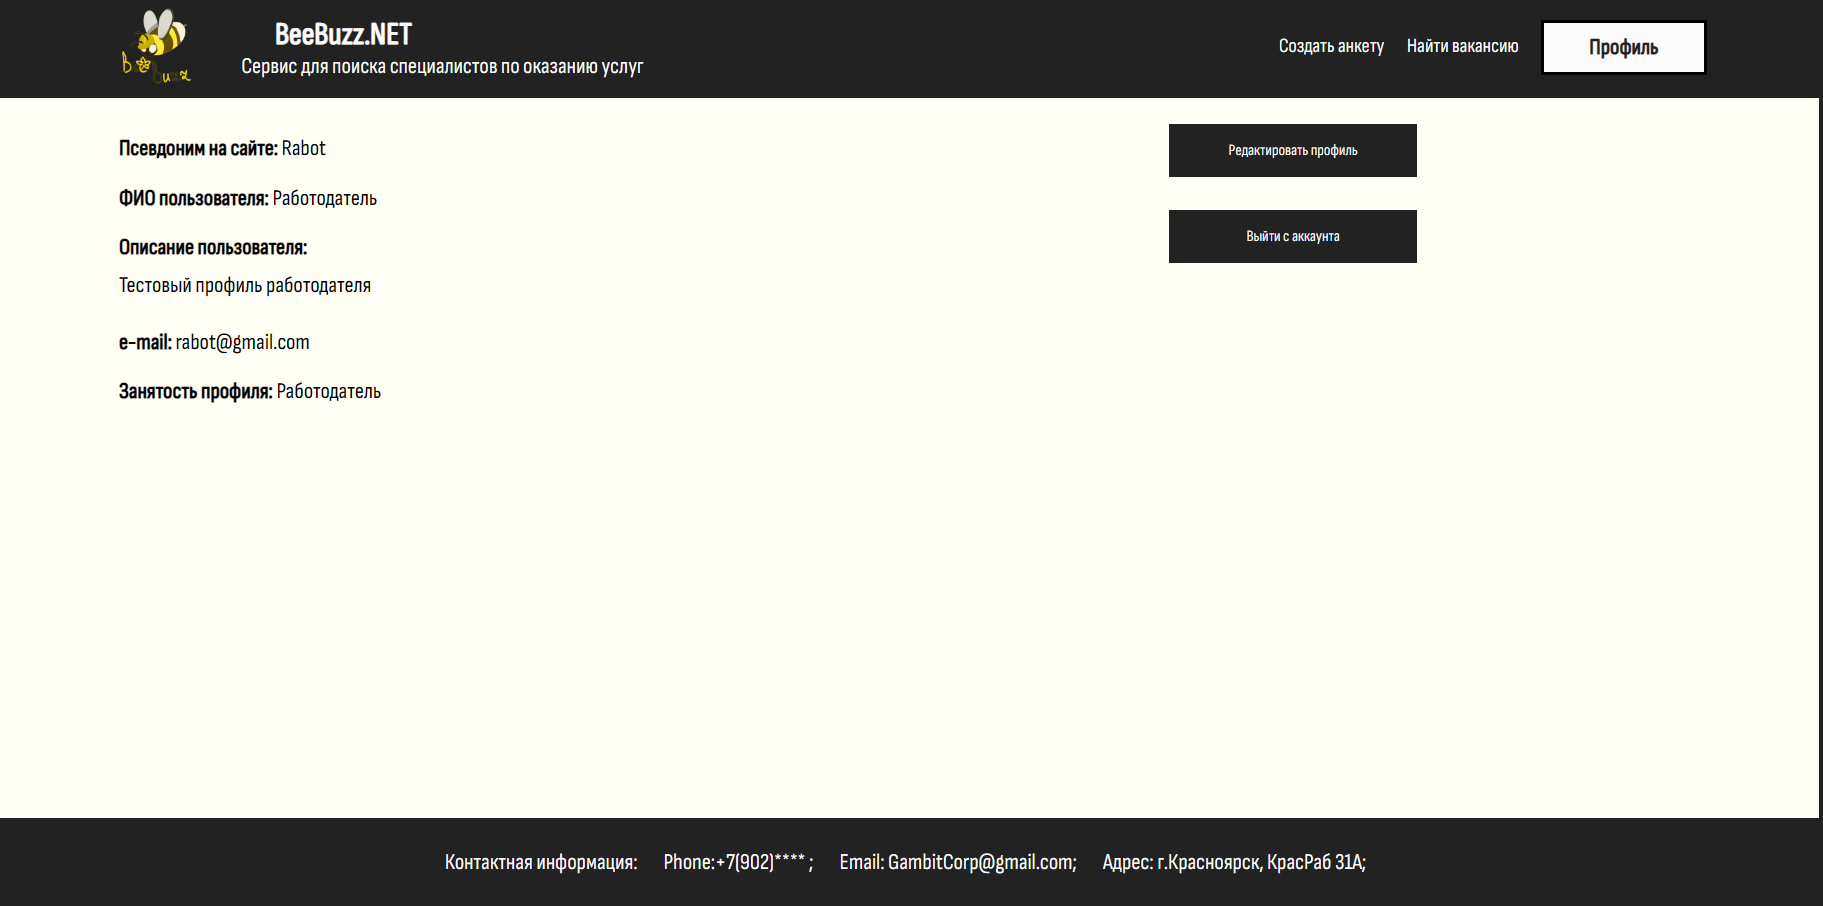 Bee Buzz
BeeBuzz.NET
Сервис для поиска специалистов по оказанию услуг
Создать анкету
Найти вакансию
Профиль
Псевдоним на сайте: Rabot
ФИО пользователя: Работодатель
Описание пользователя:
Тестовый профиль работодателя
e-mail: rabot@gmail.com
Занятость профиля: Работодатель
Редактировать профиль
Выйти с аккаунта
Контактная информация: Phone:+7(902)**** ; Email: GambitCorp@gmail.com; Адрес: г.Красноярск, КрасРаб 31А;